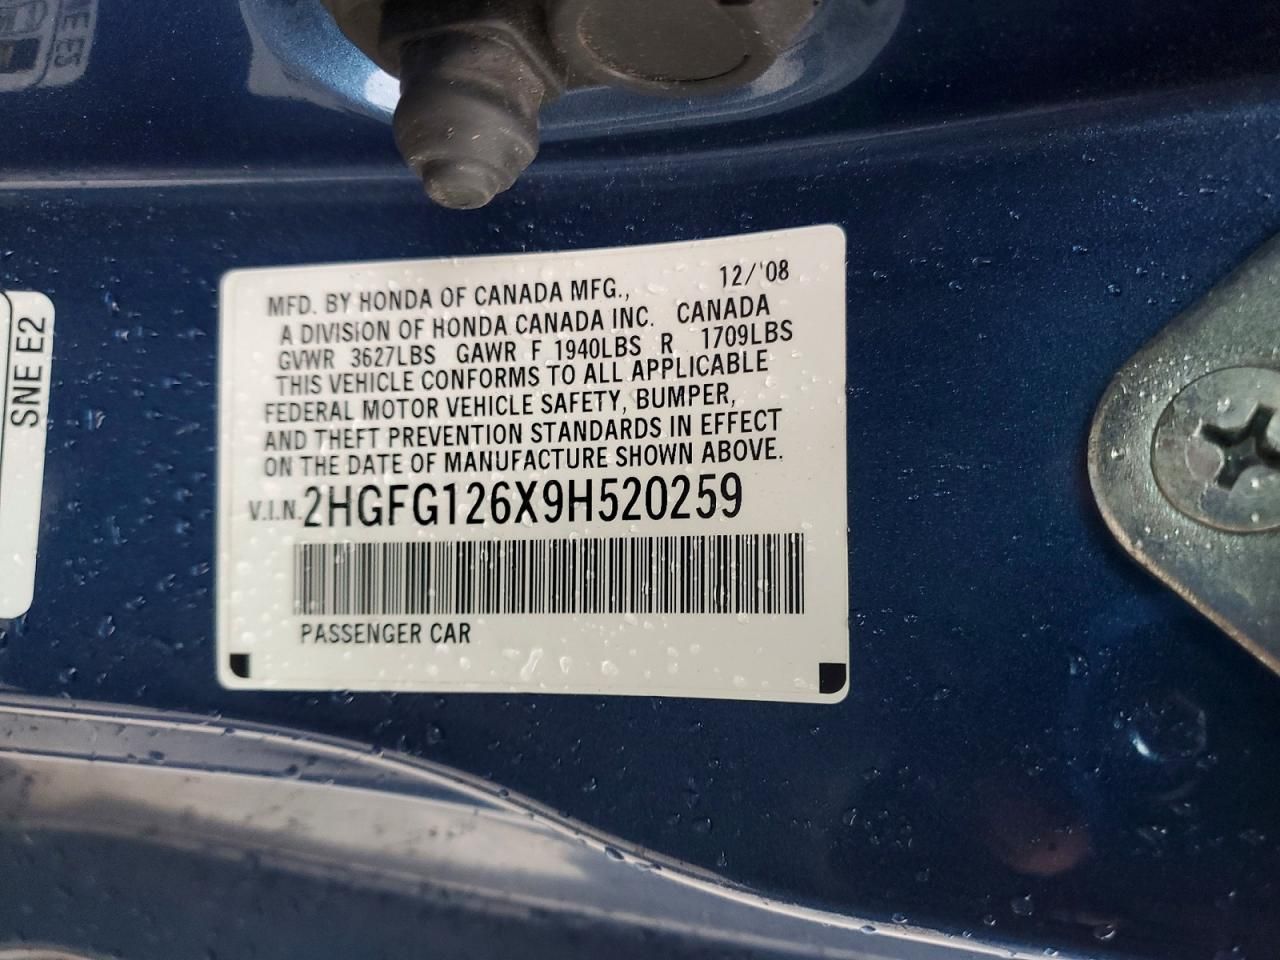 MFD. BY HONDA OF CANADA MFG., 12/'08
A DIVISION OF HONDA CANADA INC. CANADA
GVWR 3627LBS GAWR F 1940LBS R 1709LBS
THIS VEHICLE CONFORMS TO ALL APPLICABLE
FEDERAL MOTOR VEHICLE SAFETY, BUMPER,
AND THEFT PREVENTION STANDARDS IN EFFECT
ON THE DATE OF MANUFACTURE SHOWN ABOVE.
V.I.N. 2HGFG126X9H520259
PASSENGER CAR
SNE E2